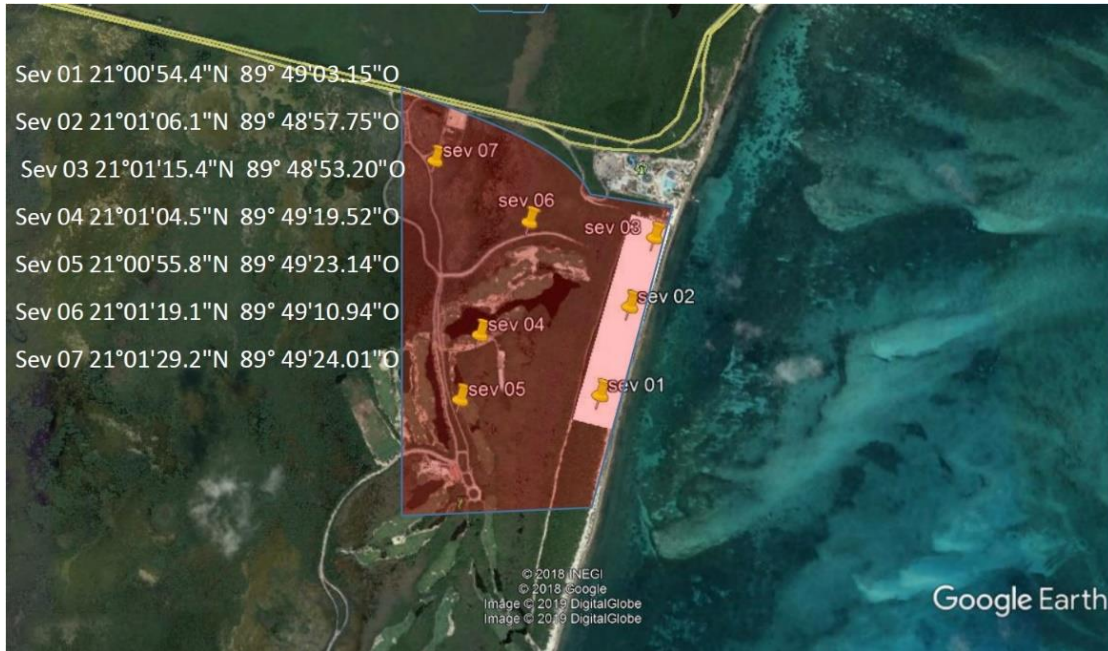 Sev 01 21°00'54.4"N 89° 49'03.15"O
Sev 02 21°01'06.1"N 89° 48'57.75"O
Sev 03 21°01'15.4"N 89° 48'53.20"O
Sev 04 21°01'04.5"N 89° 49'19.52"O
Sev 05 21°00'55.8"N 89° 49'23.14"O
Sev 06 21°01'19.1"N 89° 49'10.94"O
Sev 07 21°01'29.2"N 89° 49'24.01"O
sev 07
sev 06
sev 03
sev 02
sev 04
sev 05
sev 01
© 2018 INEGI
© 2018 Google
Image © 2019 DigitalGlobe
Image © 2019 DigitalGlobe
Google Earth